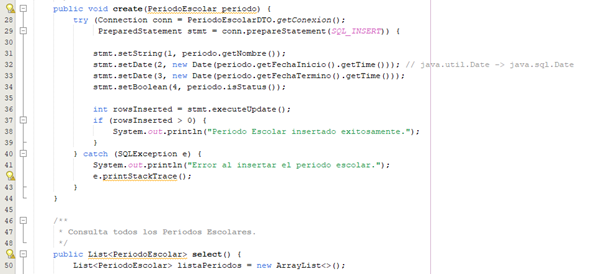 public void create(PeriodoEscolar periodo) {
28 try (Connection conn = PeriodoEscolarDTO.getConexion();
29 PreparedStatement stmt = conn.prepareStatement(SQL_INSERT)) {
30
31 stmt.setString(1, periodo.getNombre());
32 stmt.setDate(2, new Date(periodo.getFechaInicio().getTime())); // java.util.Date -> java.sql.Date
33 stmt.setDate(3, new Date(periodo.getFechaTermino().getTime()));
34 stmt.setBoolean(4, periodo.isStatus());
35
36 int rowsInserted = stmt.executeUpdate();
37 if (rowsInserted > 0) {
38 System.out.println("Periodo Escolar insertado exitosamente.");
39 }
40 } catch (SQLException e) {
41 System.out.println("Error al insertar el periodo escolar.");
e.printStackTrace();
43 }
44 }
45
46 /**
47 * Consulta todos los Periodos Escolares.
48 */
public List<PeriodoEscolar> select() {
50 List<PeriodoEscolar> listaPeriodos = new ArrayList<>();